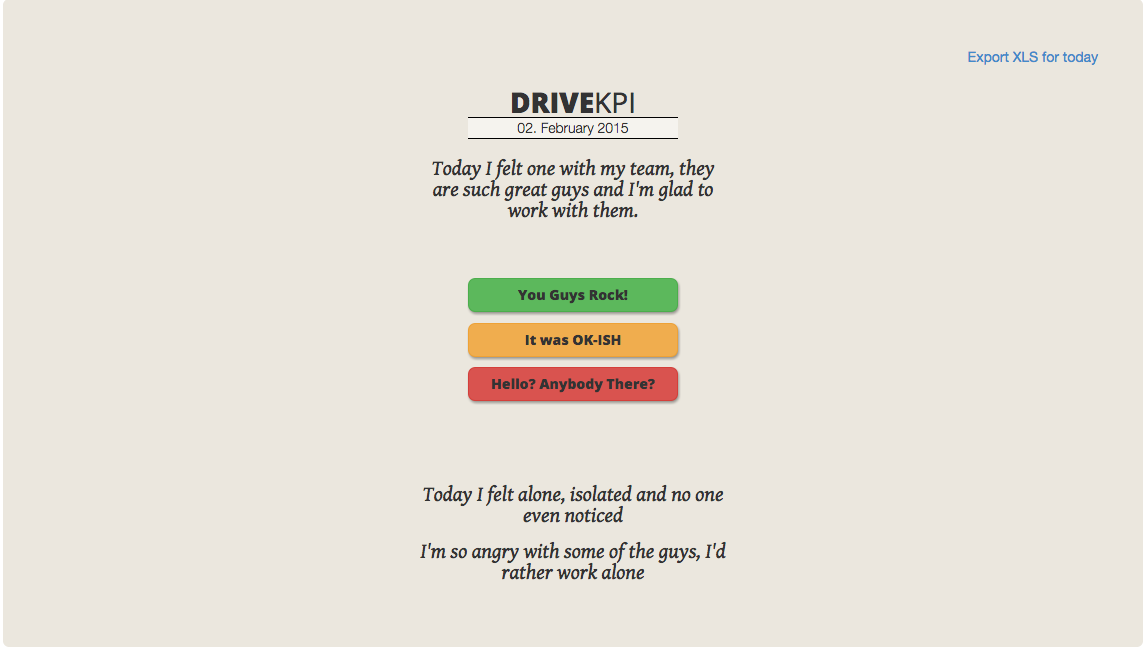 Export XLS for today
DRIVEKPI
02. February 2015
Today I felt one with my team, they
are such great guys and I'm glad to
work with them.
You Guys Rock!
It was OK-ISH
Hello? Anybody There?
Today I felt alone, isolated and no one
even noticed
I'm so angry with some of the guys, I'd
rather work alone